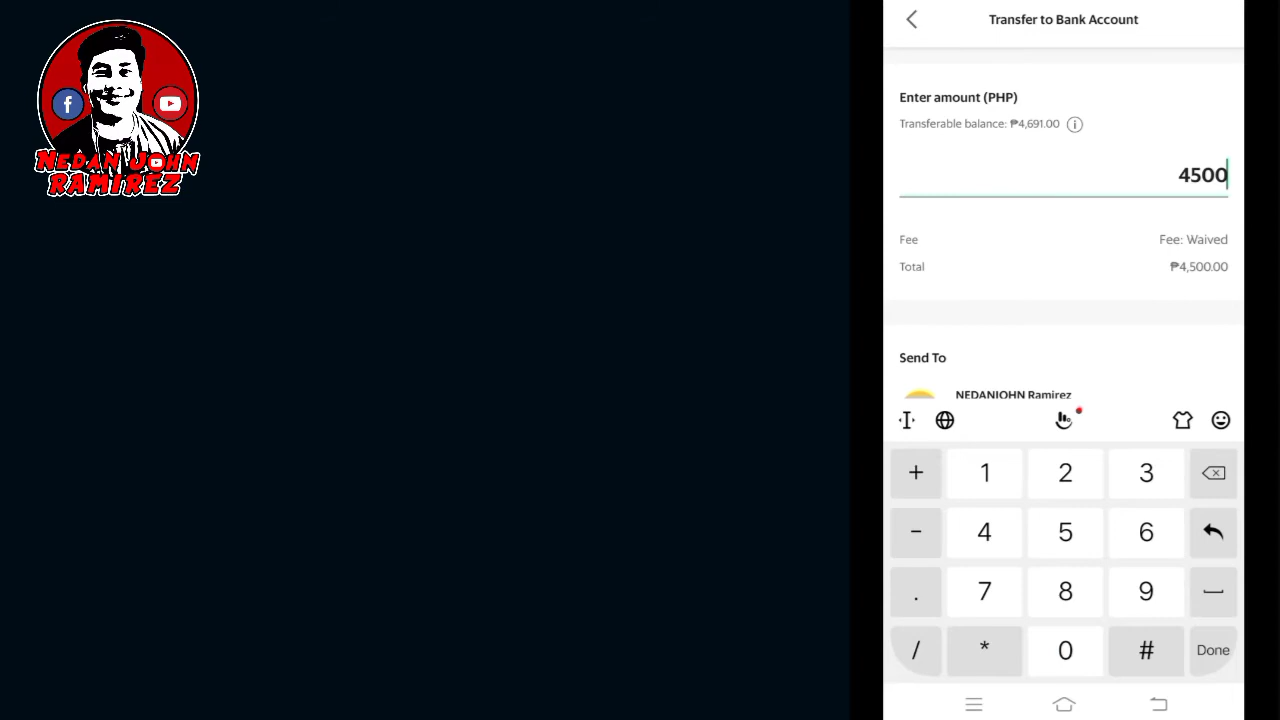 NEDAN JOHN
RAMIREZ
Transfer to Bank Account
Enter amount (PHP)
Transferable balance: ₱4,691.00
4500
Fee Fee: Waived
Total ₱4,500.00
Send To
NEDANJOHN Ramirez
+ 1 2 3
- 4 5 6
. 7 8 9
/ * 0 # Done